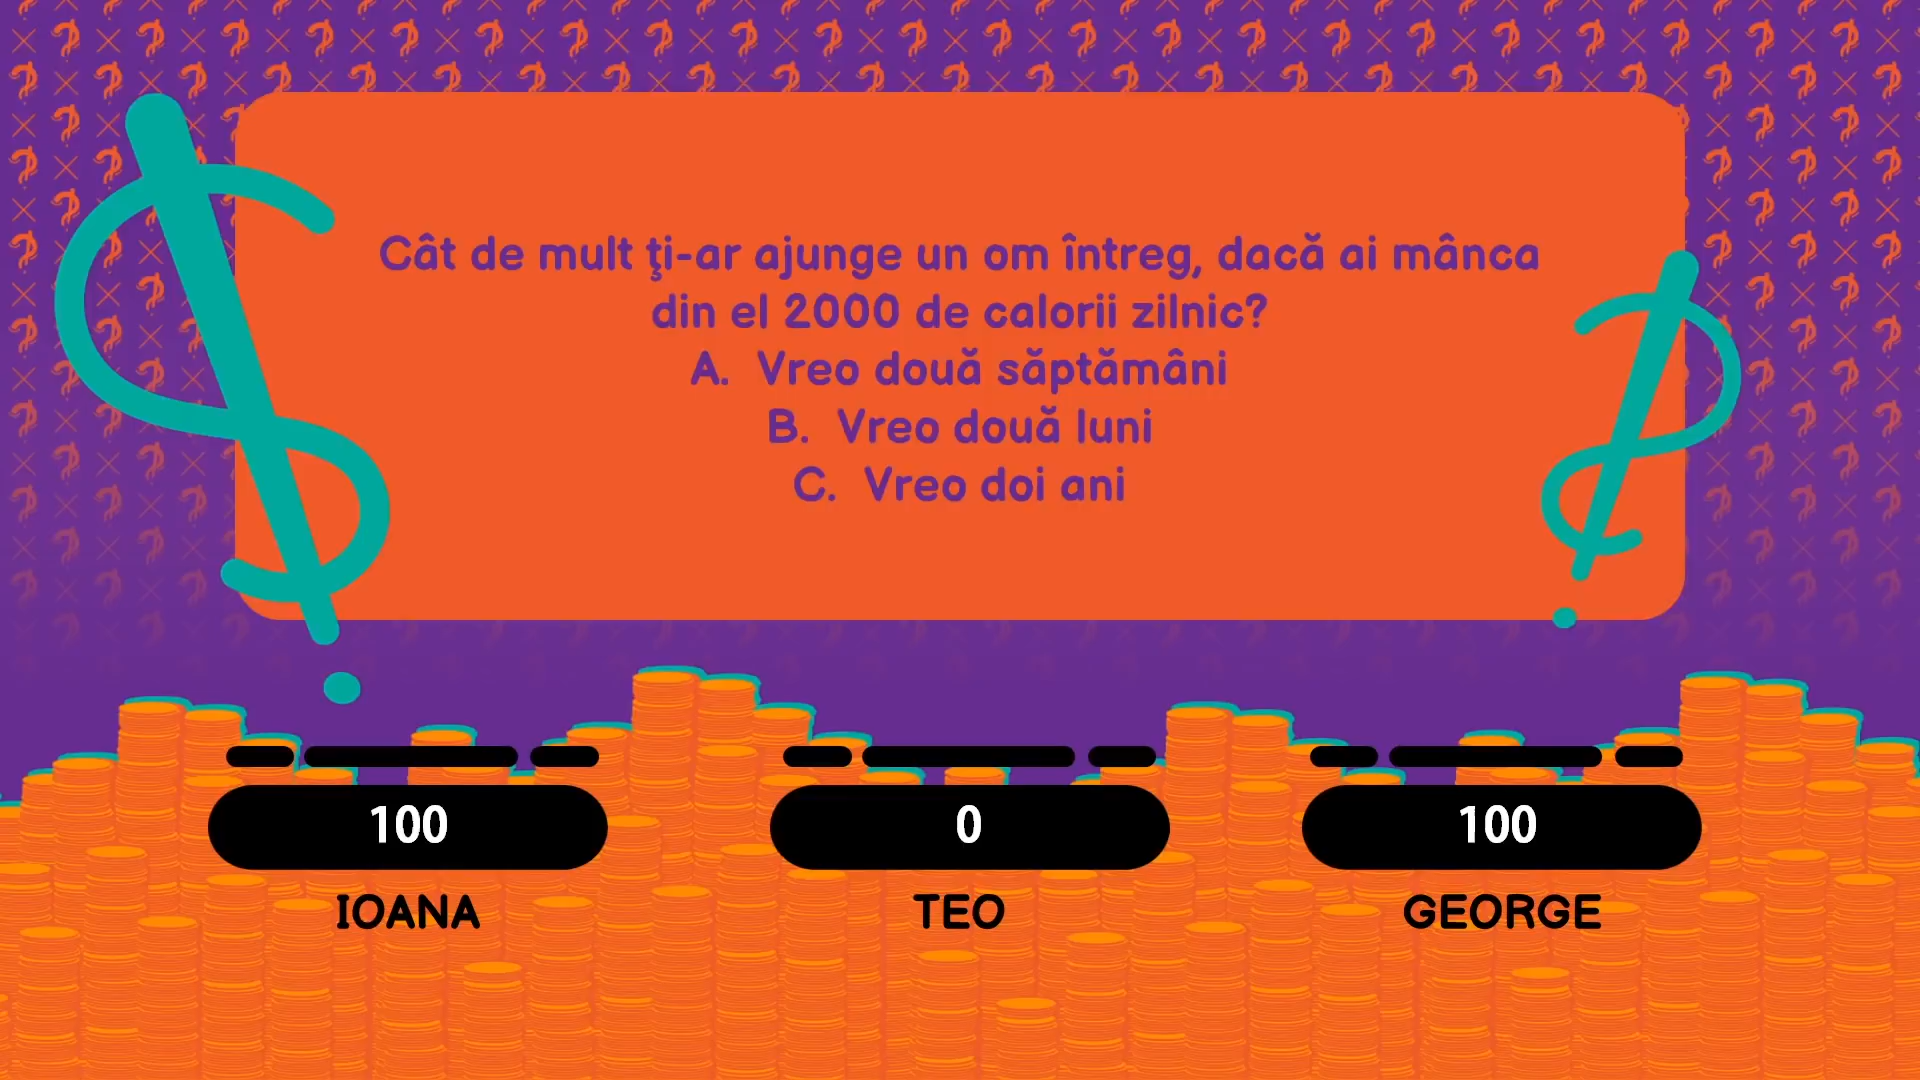 Cât de mult ţi-ar ajunge un om întreg, dacă ai mânca
din el 2000 de calorii zilnic?
A. Vreo două săptămâni
B. Vreo două luni
C. Vreo doi ani
100
0
100
IOANA
TEO
GEORGE